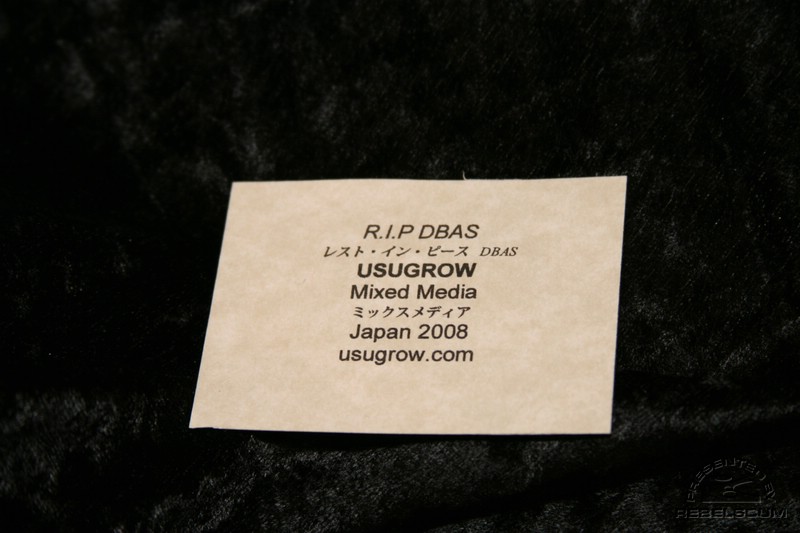 R.I.P DBAS
レスト・イン・ピース DBAS
USUGROW
Mixed Media
ミックスメディア
Japan 2008
usugrow.com
PRESENTED BY
REBELSCUM